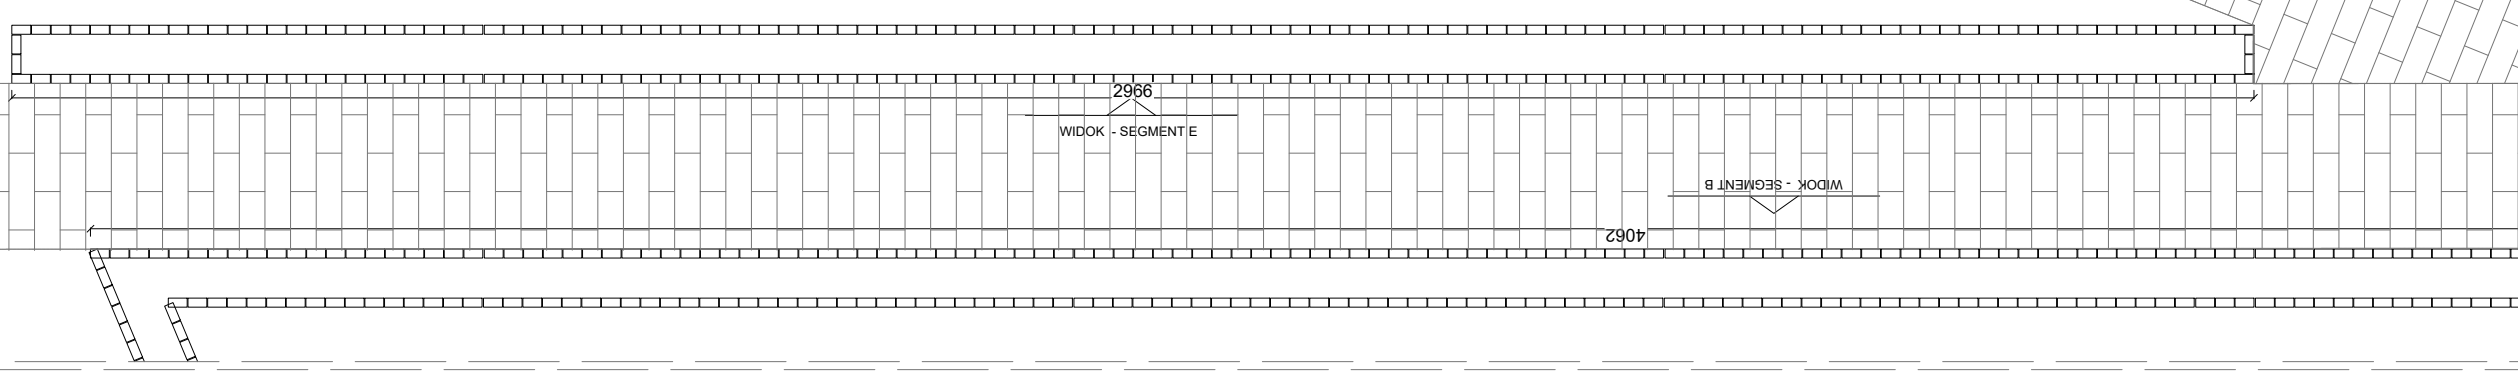 2966
WIDOK - SEGMENT E
WIDOK - SEGMENT B
4062